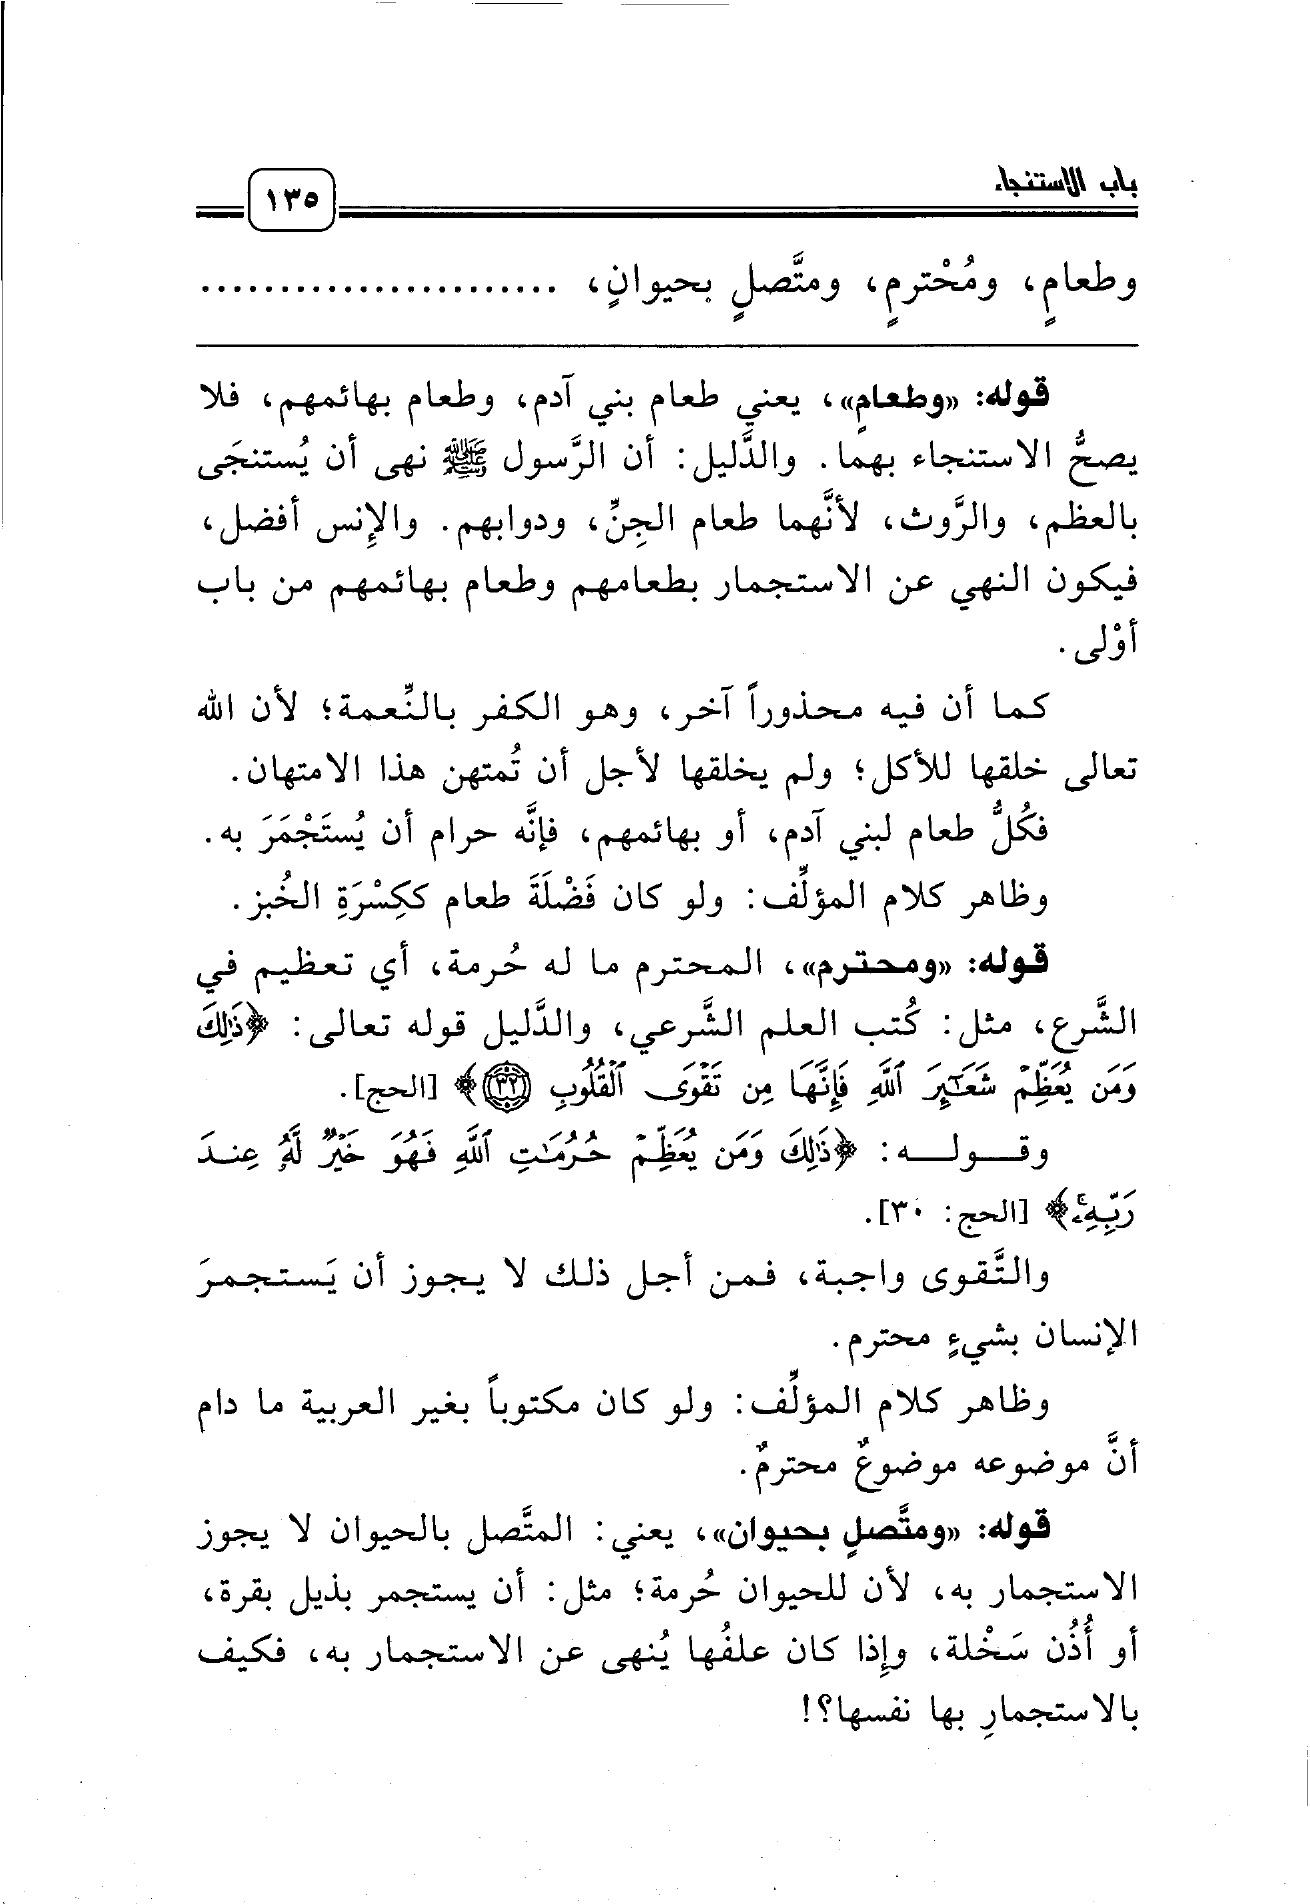 باب الاستنجاء
١٣٥
وطعامٍ، ومُحْترمٍ، ومتَّصلٍ بحيوانٍ، .......................
قوله: «وطعامٍ»، يعني طعام بني آدم، وطعام بهائمهم، فلا
يصحُّ الاستنجاء بهما. والدَّليل: أن الرَّسول ﷺ نهى أن يُستنجَى
بالعظم، والرَّوث، لأنَّهما طعام الجِنِّ، ودوابهم. والإنس أفضل،
فيكون النهي عن الاستجمار بطعامهم وطعام بهائمهم من باب
أوْلى.
كما أن فيه محذوراً آخر، وهو الكفر بالنِّعمة؛ لأن الله
تعالى خلقها للأكل؛ ولم يخلقها لأجل أن تُمتهن هذا الامتهان.
فكُلُّ طعام لبني آدم، أو بهائمهم، فإنَّه حرام أن يُستَجْمَرَ به.
وظاهر كلام المؤلِّف: ولو كان فَضْلَةَ طعام ككِسْرَةِ الخُبز.
قوله: «ومحترم»، المحترم ما له حُرمة، أي تعظيم في
الشَّرع، مثل: كُتب العلم الشَّرعي، والدَّليل قوله تعالى: ﴿ذَٰلِكَ
وَمَن يُعَظِّمْ شَعَـٰٓئِرَ ٱللَّهِ فَإِنَّهَا مِن تَقْوَى ٱلْقُلُوبِ ٣٢﴾ [الحج].
وقـــولـــه: ﴿ذَٰلِكَ وَمَن يُعَظِّمْ حُرُمَـٰتِ ٱللَّهِ فَهُوَ خَيْرٌ لَّهُۥ عِنـدَ
رَبِّهِۦ﴾ [الحج: ٣٠].
والتَّقوى واجبة، فمن أجل ذلك لا يجوز أن يَستجمرَ
الإنسان بشيءٍ محترم.
وظاهر كلام المؤلِّف: ولو كان مكتوباً بغير العربية ما دام
أنَّ موضوعه موضوعٌ محترمٌ.
قوله: «ومتَّصلٍ بحيوان»، يعني: المتَّصل بالحيوان لا يجوز
الاستجمار به، لأن للحيوان حُرمة؛ مثل: أن يستجمر بذيل بقرة،
أو أُذُن سَخْلة، وإذا كان علفُها يُنهى عن الاستجمار به، فكيف
بالاستجمارِ بها نفسها؟!